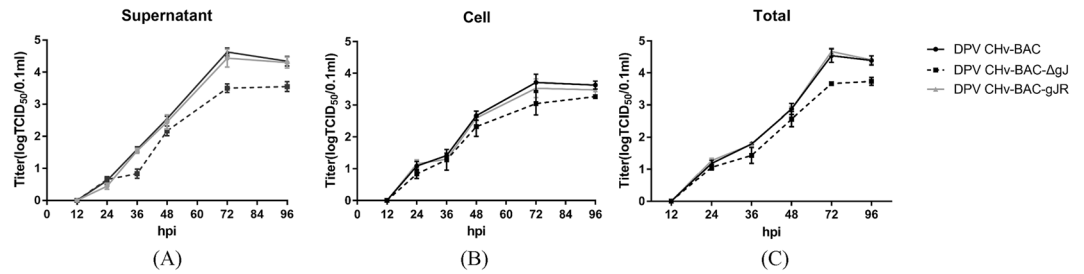 Supernatant
Titer(logTCID50/0.1ml)
5
4
3
2
1
0
0 12 24 36 48 60 72 84 96
hpi
(A)
Cell
Titer(logTCID50/0.1ml)
5
4
3
2
1
0
0 12 24 36 48 60 72 84 96
hpi
(B)
Total
Titer(logTCID50/0.1ml)
5
4
3
2
1
0
12 24 36 48 72 96
hpi
(C)
DPV CHv-BAC
DPV CHv-BAC-ΔgJ
DPV CHv-BAC-gJR